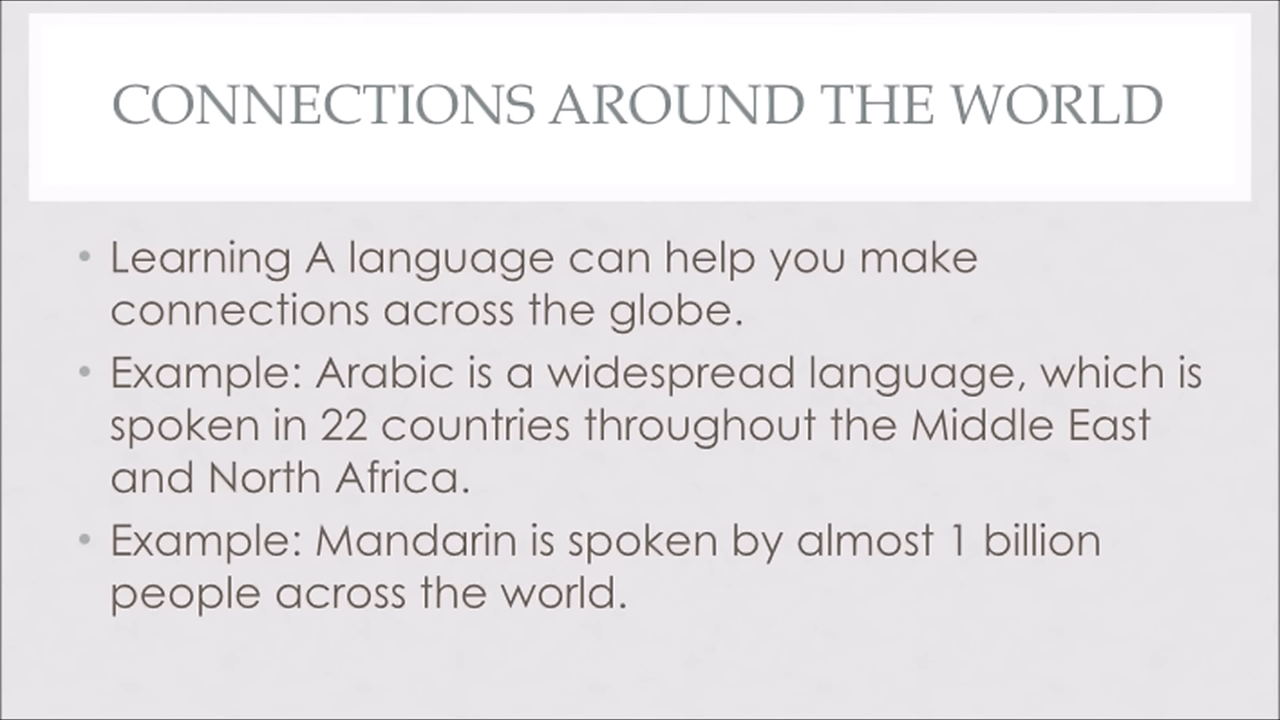 CONNECTIONS AROUND THE WORLD
• Learning A language can help you make
connections across the globe.
• Example: Arabic is a widespread language, which is
spoken in 22 countries throughout the Middle East
and North Africa.
• Example: Mandarin is spoken by almost 1 billion
people across the world.